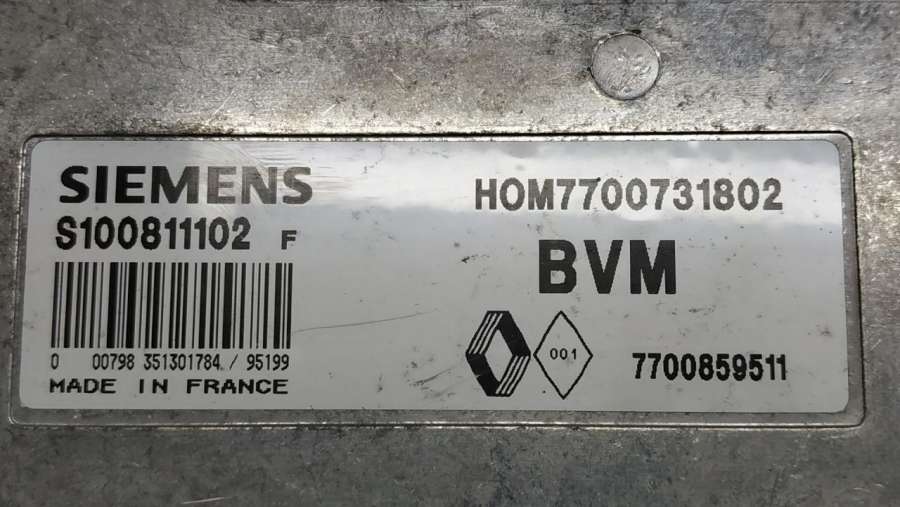 SIEMENS
S100811102 F
0 00798 351301784 / 95199
MADE IN FRANCE
HOM7700731802
BVM
001
7700859511